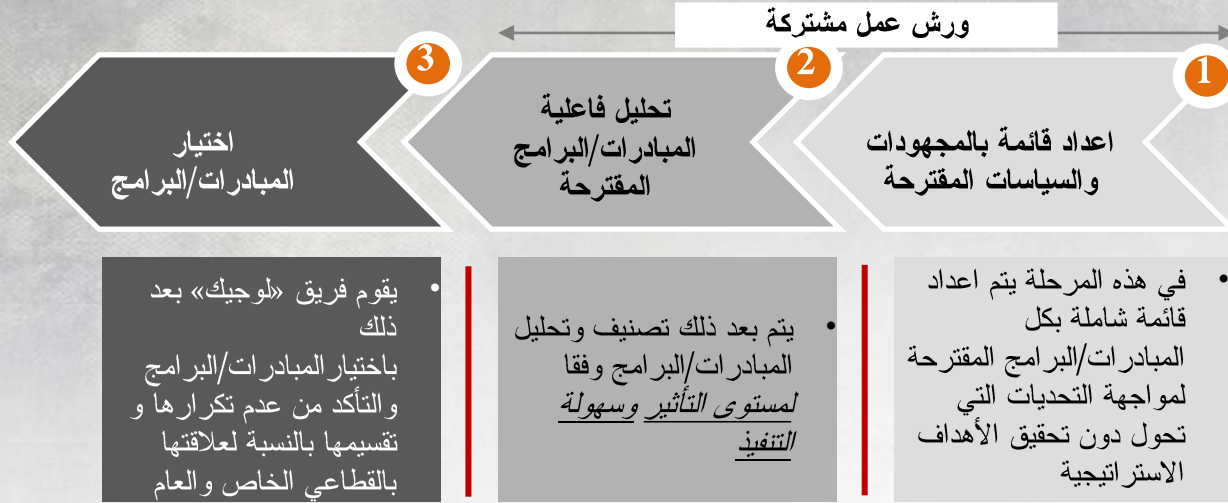 ورش عمل مشتركة
1
اعداد قائمة بالمجهودات
والسياسات المقترحة
2
تحليل فاعلية
المبادرات/البرامج
المقترحة
3
اختيار
المبادرات/البرامج
• في هذه المرحلة يتم اعداد
قائمة شاملة بكل
المبادرات/البرامج المقترحة
لمواجهة التحديات التي
تحول دون تحقيق الأهداف
الاستراتيجية
• يتم بعد ذلك تصنيف وتحليل
المبادرات/البرامج وفقا
لمستوى التأثير وسهولة
التنفيذ
• يقوم فريق «لوجيك» بعد
ذلك
باختيار المبادرات/البرامج
والتأكد من عدم تكرارها و
تقسيمها بالنسبة لعلاقتها
بالقطاعي الخاص والعام